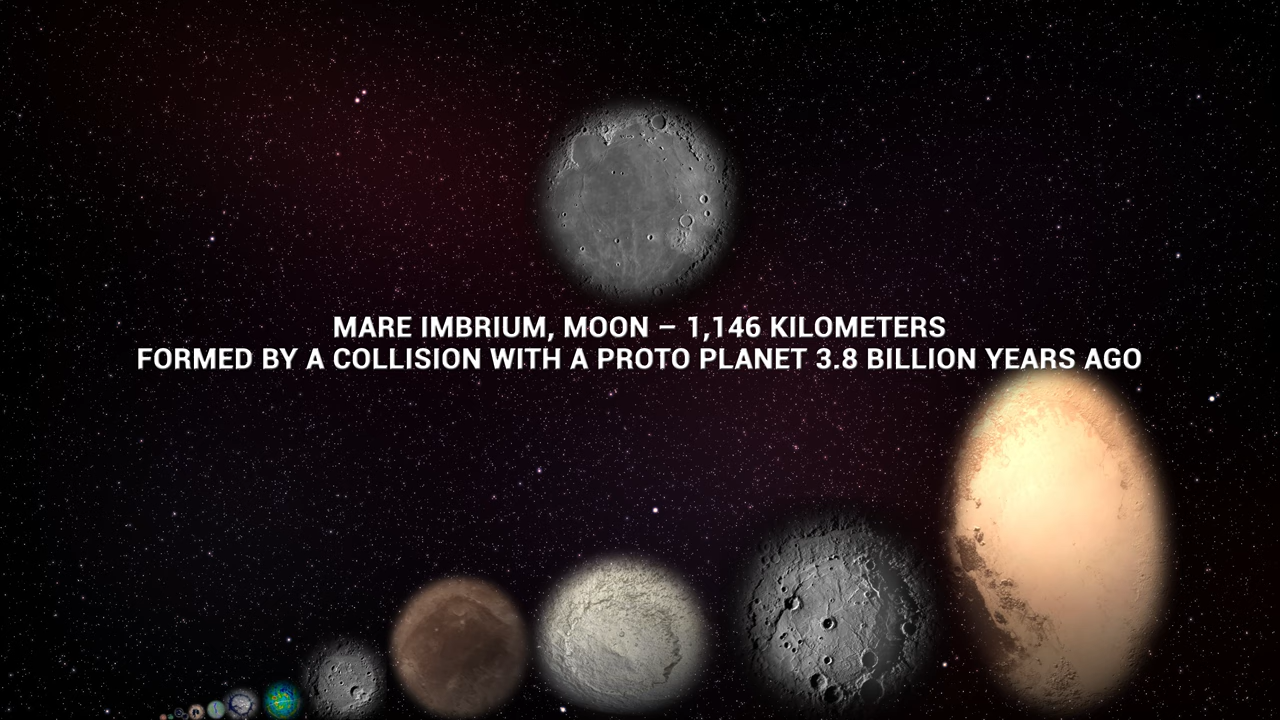 MARE IMBRIUM, MOON – 1,146 KILOMETERS
FORMED BY A COLLISION WITH A PROTO PLANET 3.8 BILLION YEARS AGO